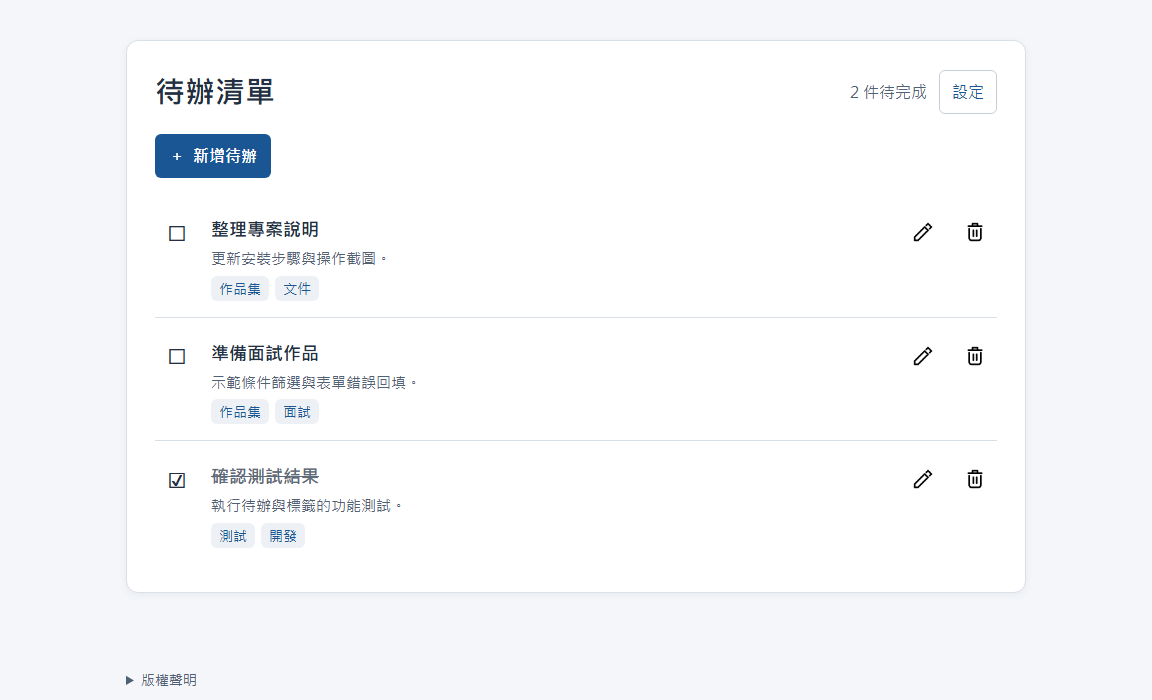 待辦清單
2 件待完成
設定
+ 新增待辦
整理專案說明
更新安裝步驟與操作截圖。
作品集 文件
準備面試作品
示範條件篩選與表單錯誤回填。
作品集 面試
確認測試結果
執行待辦與標籤的功能測試。
測試 開發
▶ 版權聲明